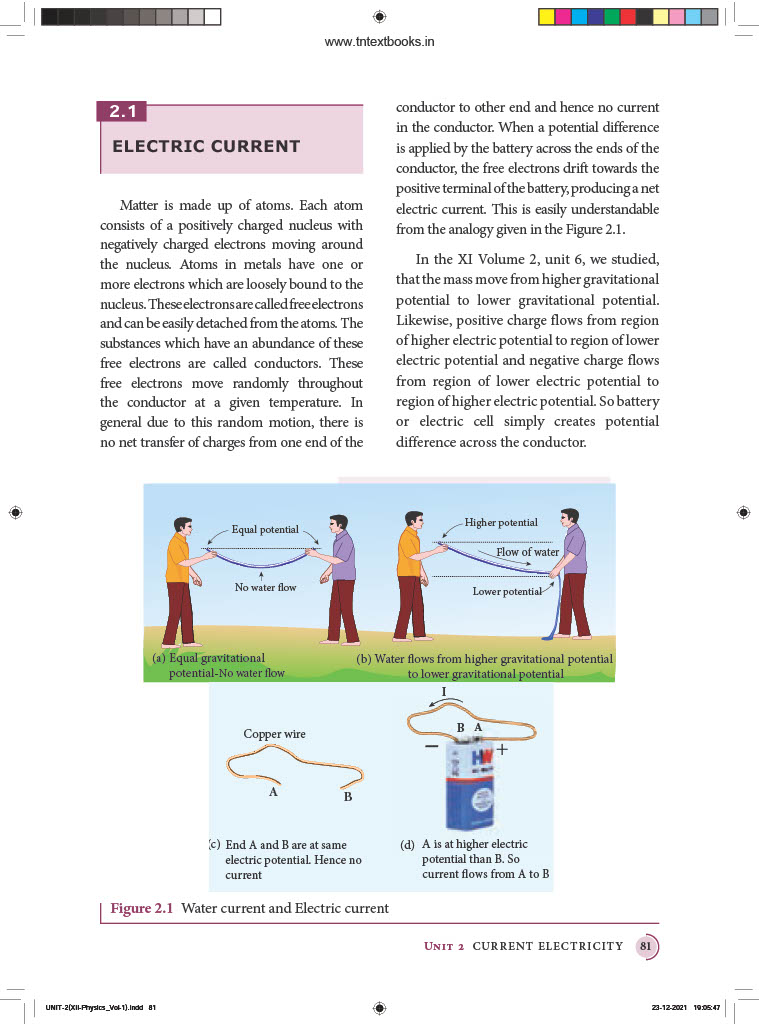 www.tntextbooks.in
2.1
ELECTRIC CURRENT
Matter is made up of atoms. Each atom
consists of a positively charged nucleus with
negatively charged electrons moving around
the nucleus. Atoms in metals have one or
more electrons which are loosely bound to the
nucleus. These electrons are called free electrons
and can be easily detached from the atoms. The
substances which have an abundance of these
free electrons are called conductors. These
free electrons move randomly throughout
the conductor at a given temperature. In
general due to this random motion, there is
no net transfer of charges from one end of the
conductor to other end and hence no current
in the conductor. When a potential difference
is applied by the battery across the ends of the
conductor, the free electrons drift towards the
positive terminal of the battery, producing a net
electric current. This is easily understandable
from the analogy given in the Figure 2.1.
In the XI Volume 2, unit 6, we studied,
that the mass move from higher gravitational
potential to lower gravitational potential.
Likewise, positive charge flows from region
of higher electric potential to region of lower
electric potential and negative charge flows
from region of lower electric potential to
region of higher electric potential. So battery
or electric cell simply creates potential
difference across the conductor.
Equal potential
No water flow
(a) Equal gravitational
potential-No water flow
Higher potential
Flow of water
Lower potential
(b) Water flows from higher gravitational potential
to lower gravitational potential
Copper wire
A
B
(c) End A and B are at same
electric potential. Hence no
current
I
B A
− +
HW
(d) A is at higher electric
potential than B. So
current flows from A to B
Figure 2.1 Water current and Electric current
UNIT 2 CURRENT ELECTRICITY 81
UNIT-2(XII-Physics_Vol-1).indd 81
23-12-2021 19:05:47